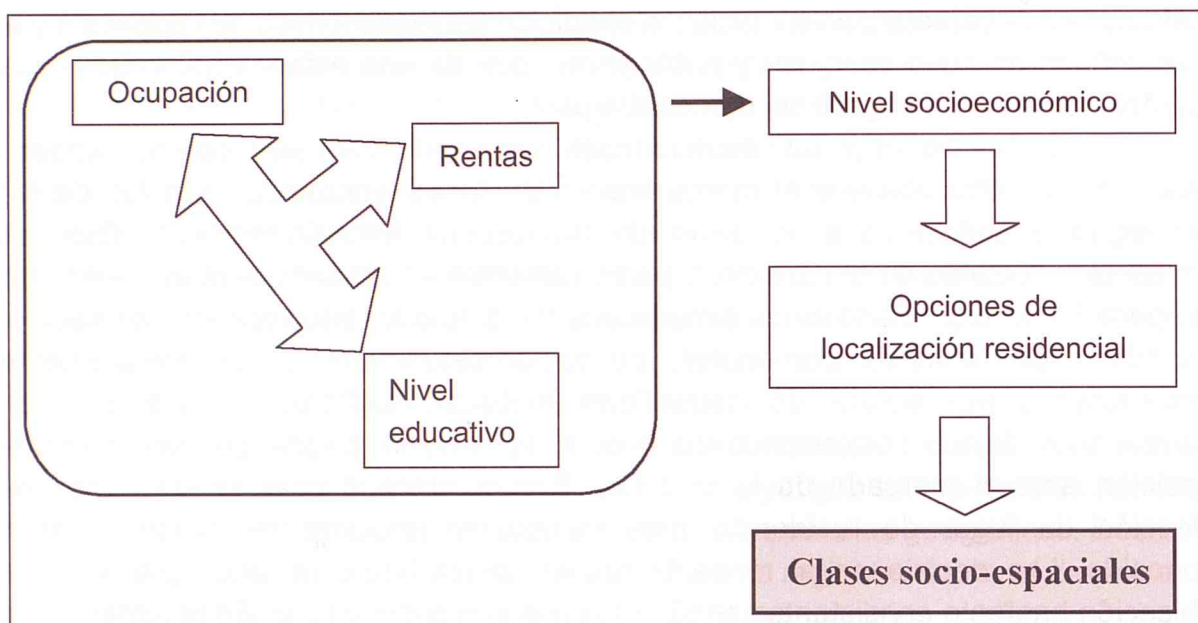 Ocupación
Rentas
Nivel
educativo
Nivel socioeconómico
Opciones de
localización residencial
Clases socio-espaciales